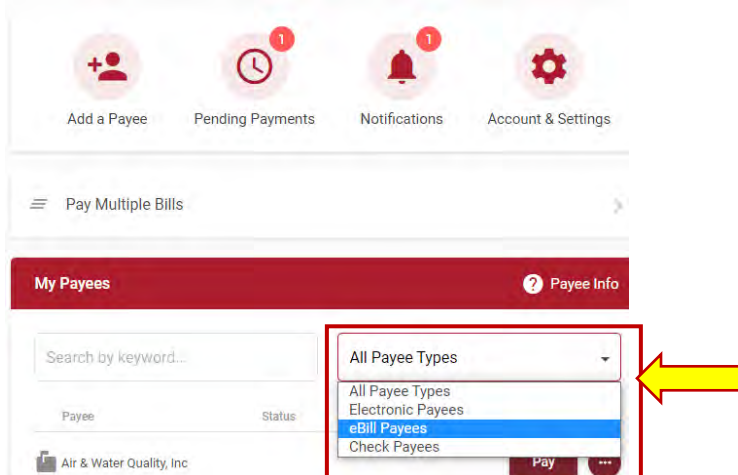 1 1
Add a Payee Pending Payments Notifications Account & Settings
Pay Multiple Bills
My Payees ? Payee Info
Search by keyword... All Payee Types
All Payee Types
Electronic Payees
eBill Payees
Check Payees
Payee Status
Air & Water Quality, Inc Pay